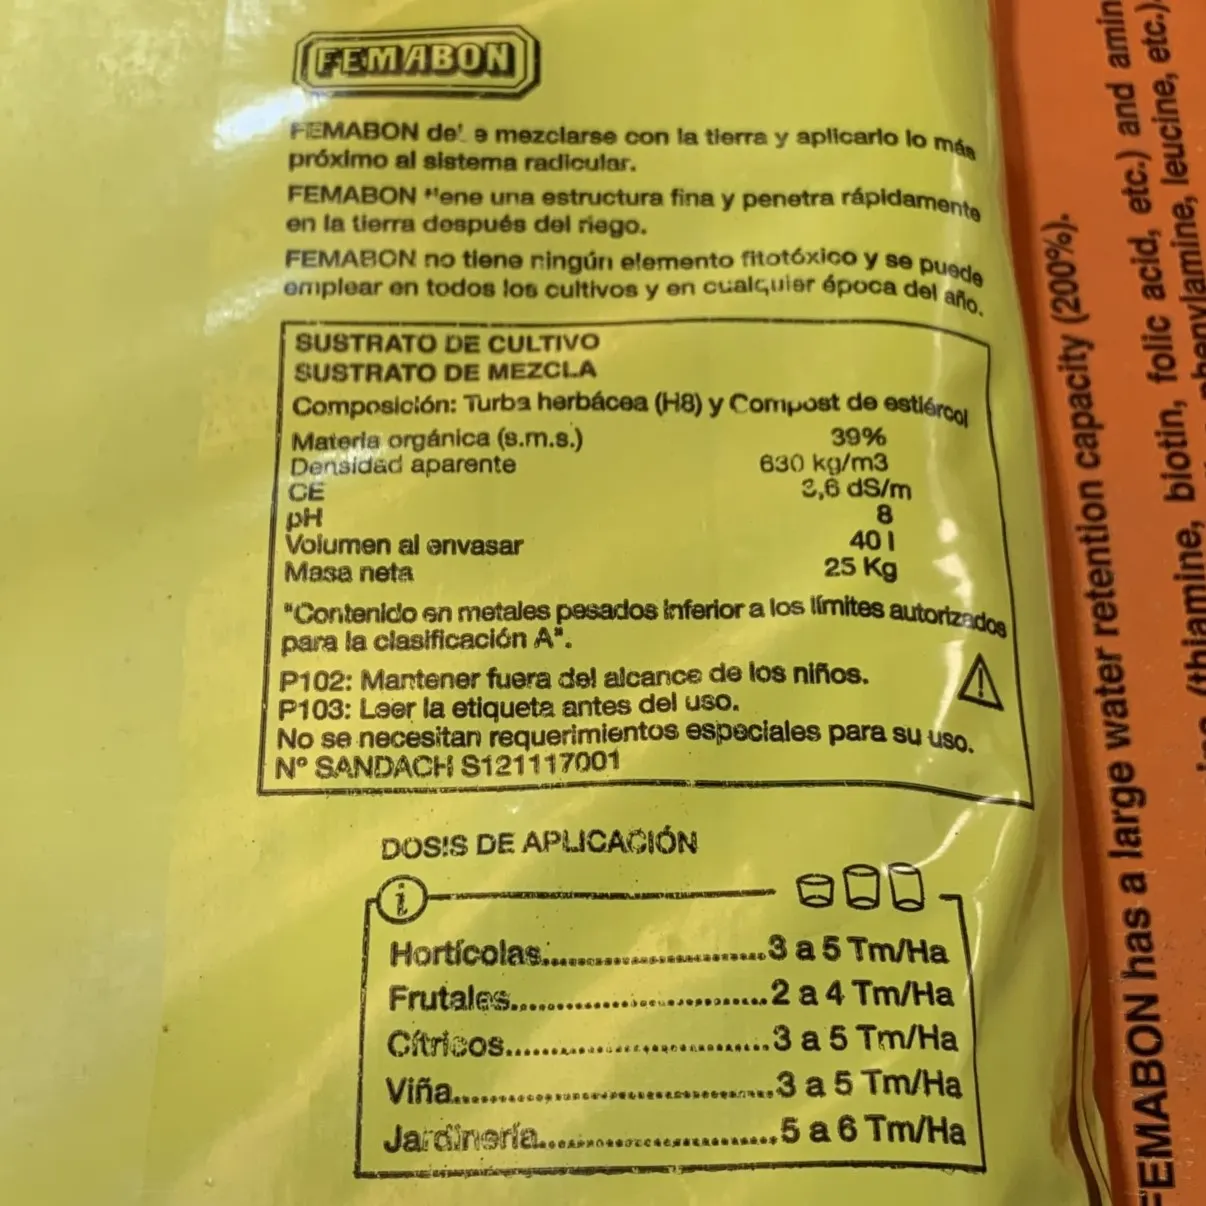 FEMABON
FEMABON debe mezclarse con la tierra y aplicarlo lo más
próximo al sistema radicular.
FEMABON tiene una estructura fina y penetra rápidamente
en la tierra después del riego.
FEMABON no tiene ningún elemento fitotóxico y se puede
emplear en todos los cultivos y en cualquier época del año.
SUSTRATO DE CULTIVO
SUSTRATO DE MEZCLA
Composición: Turba herbácea (H8) y Compost de estiércol
Materia orgánica (s.m.s.) 39%
Densidad aparente 630 kg/m3
CE 3,6 dS/m
pH 8
Volumen al envasar 40 l
Masa neta 25 Kg
"Contenido en metales pesados inferior a los límites autorizados
para la clasificación A".
P102: Mantener fuera del alcance de los niños.
P103: Leer la etiqueta antes del uso.
No se necesitan requerimientos especiales para su uso.
Nº SANDACH S121117001
DOSIS DE APLICACIÓN
i
Hortícolas 3 a 5 Tm/Ha
Frutales 2 a 4 Tm/Ha
Cítricos 3 a 5 Tm/Ha
Viña 3 a 5 Tm/Ha
Jardinería 5 a 6 Tm/Ha
FEMABON has a large water retention capacity (200%).
(thiamine, biotin, folic acid, etc.) and
phenylamine, leucine, etc.)